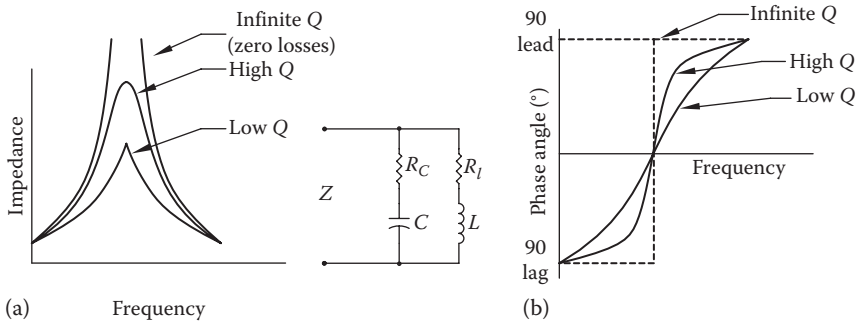 Infinite Q
(zero losses)
High Q
Low Q
Impedance
Frequency
(a)
Z
R_C
C
R_l
L
90
lead
Infinite Q
High Q
Low Q
Phase angle (°)
Frequency
90
lag
(b)